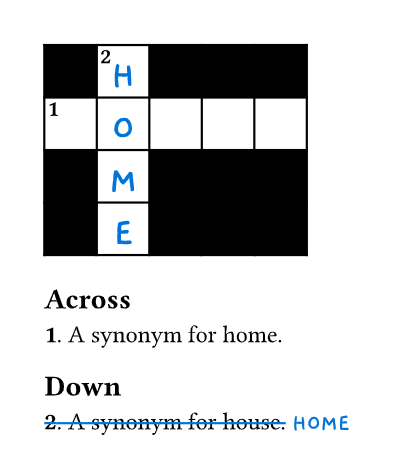 2
H
1
O
M
E
Across
1. A synonym for home.
Down
2. A synonym for house. HOME